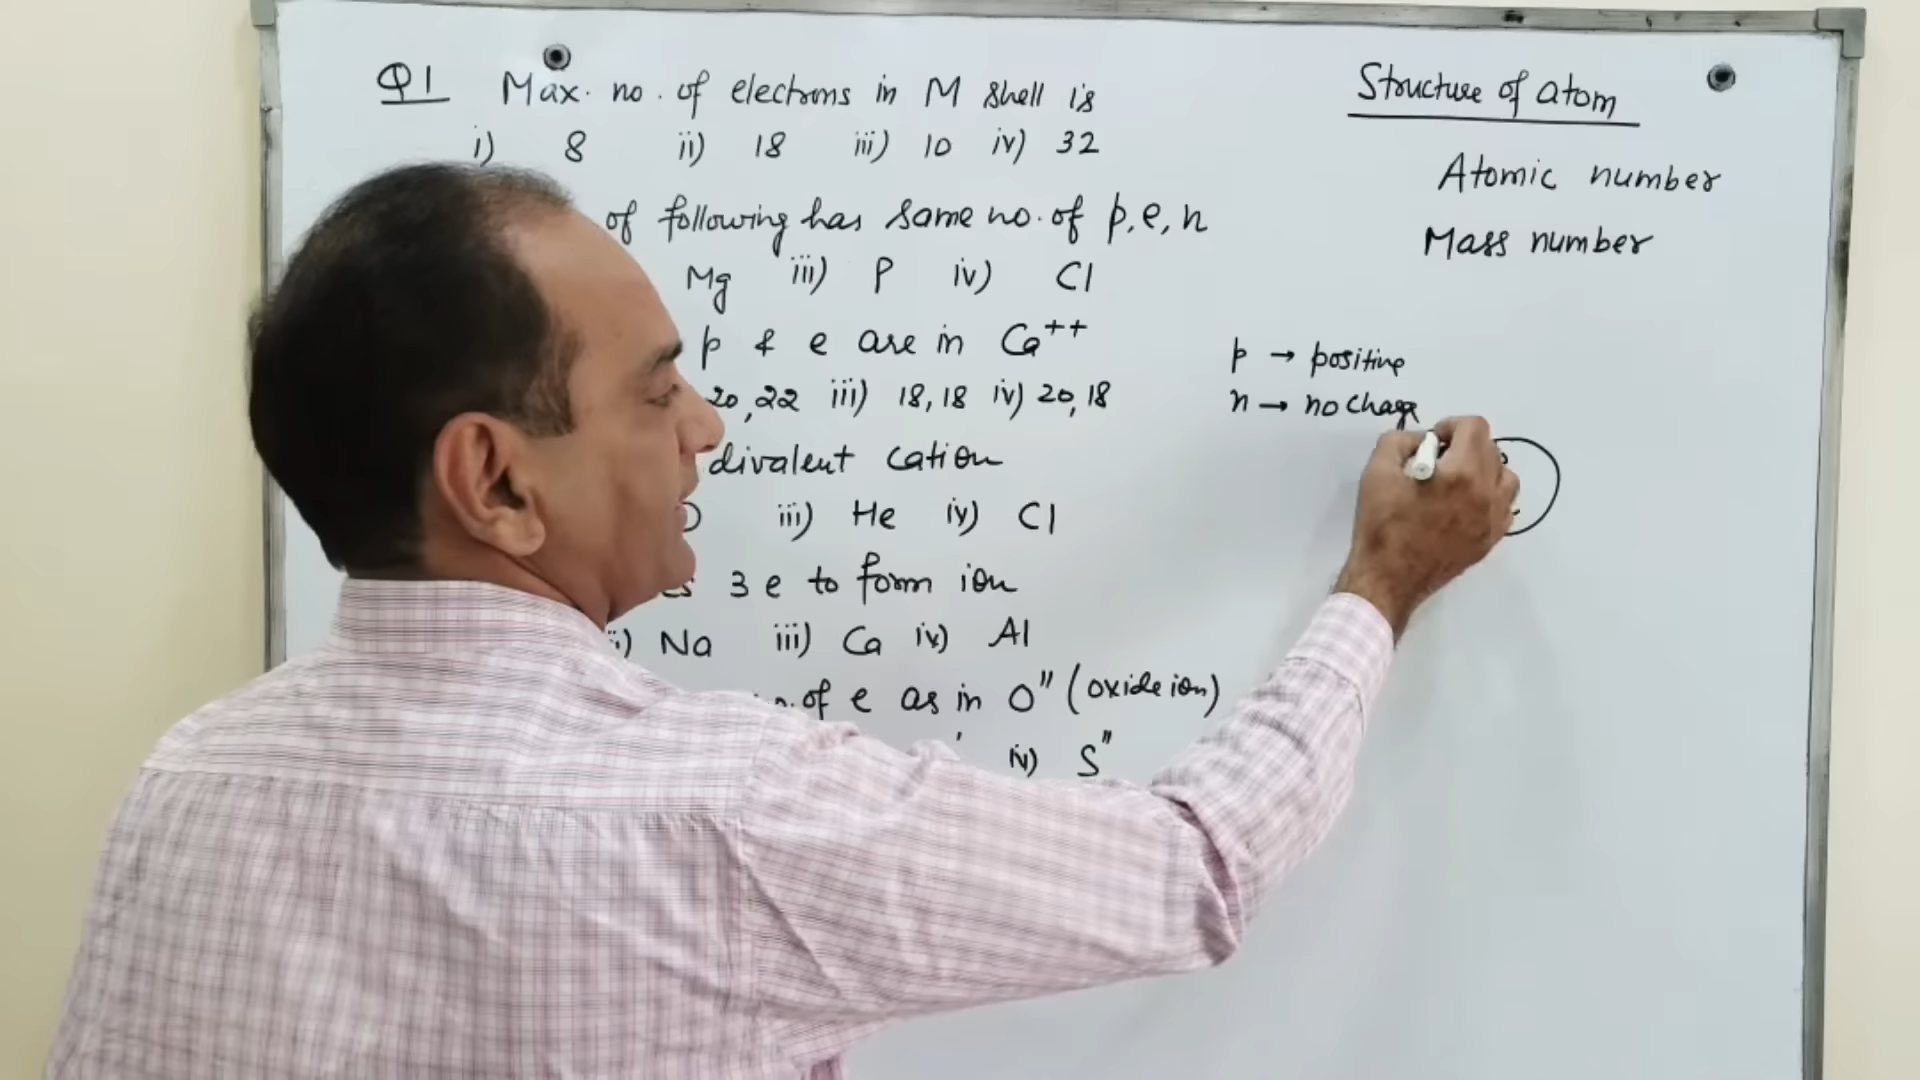 Q1 Max. no. of electrons in M shell is
i) 8 ii) 18 iii) 10 iv) 32
of following has same no. of p, e, n
Mg iii) P iv) Cl
p & e are in Ca++
20,22 iii) 18,18 iv) 20,18
divalent cation
iii) He iv) Cl
3 e to form ion
ii) Na iii) Ca iv) Al
of e as in O" (oxide ion)
iv) S"
Structure of atom
Atomic number
Mass number
p → positive
n → no charge